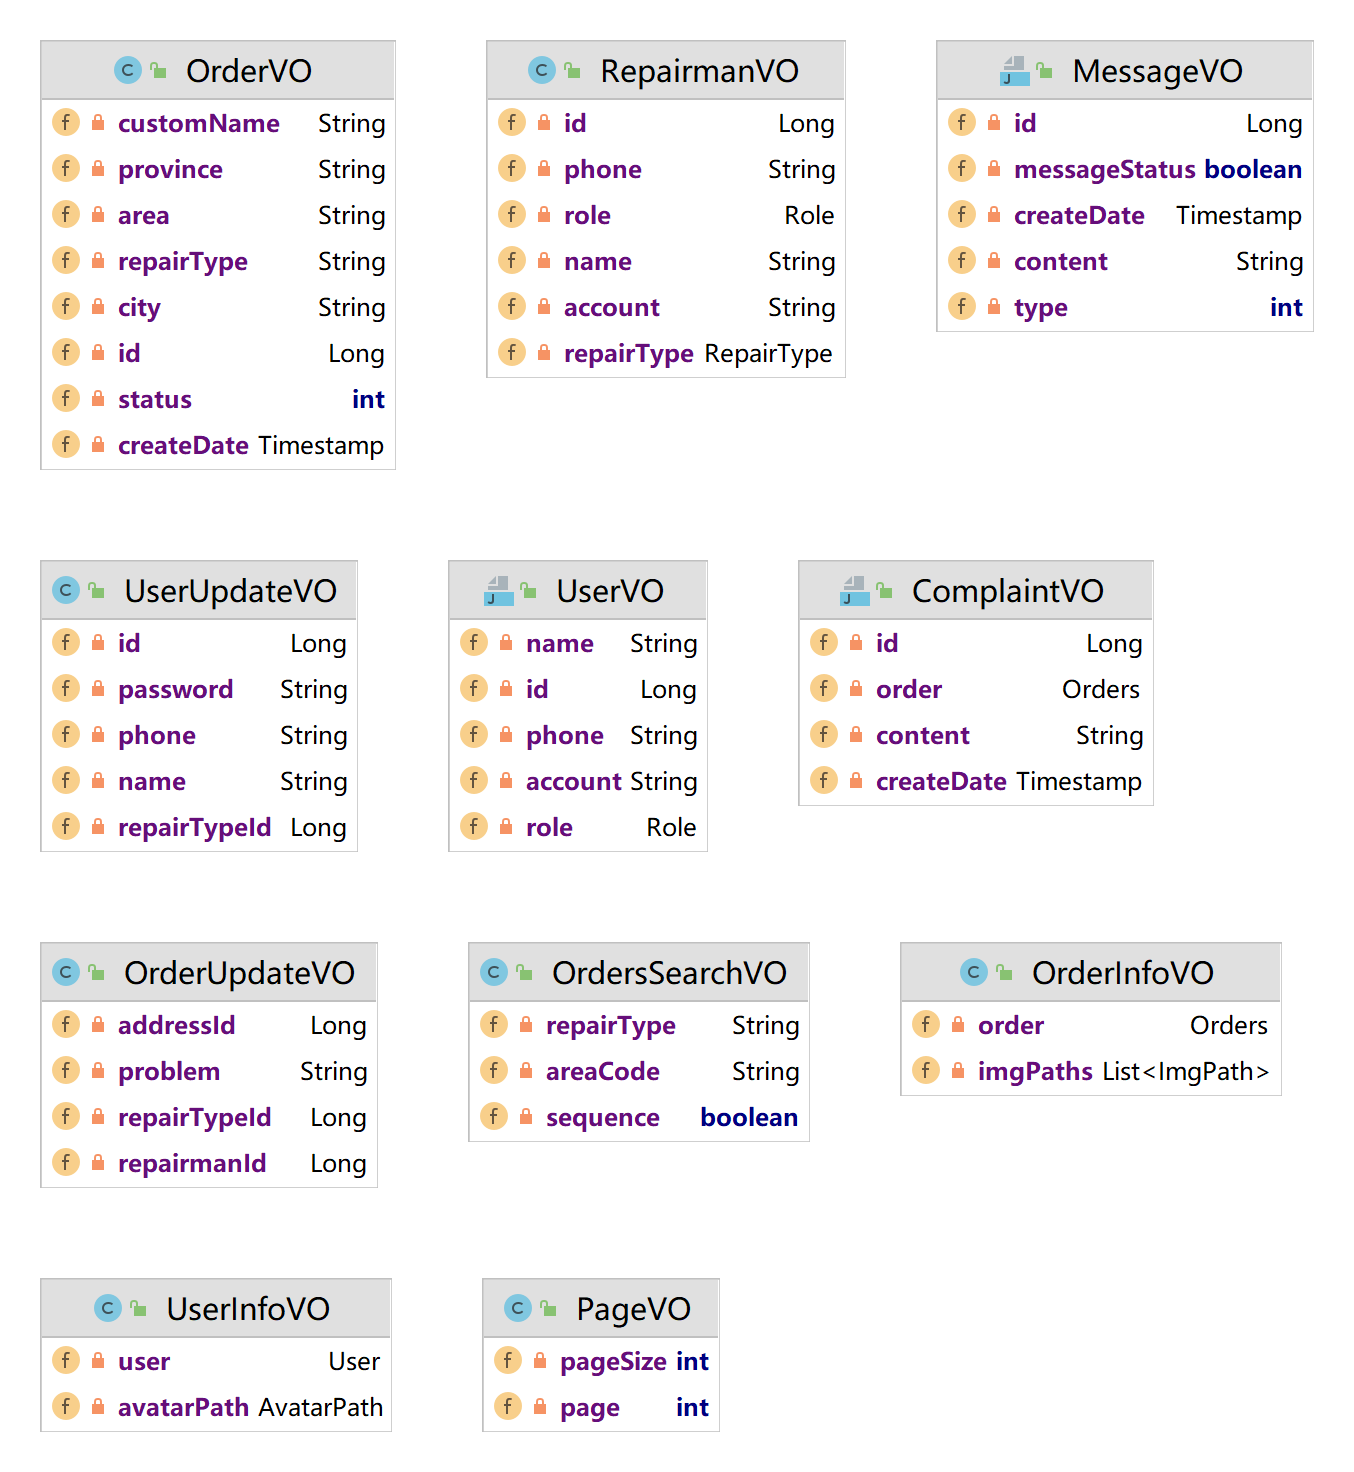 OrderVO
customName String
province String
area String
repairType String
city String
id Long
status int
createDate Timestamp
RepairmanVO
id Long
phone String
role Role
name String
account String
repairType RepairType
MessageVO
id Long
messageStatus boolean
createDate Timestamp
content String
type int
UserUpdateVO
id Long
password String
phone String
name String
repairTypeId Long
UserVO
name String
id Long
phone String
account String
role Role
ComplaintVO
id Long
order Orders
content String
createDate Timestamp
OrderUpdateVO
addressId Long
problem String
repairTypeId Long
repairmanId Long
OrdersSearchVO
repairType String
areaCode String
sequence boolean
OrderInfoVO
order Orders
imgPaths List<ImgPath>
UserInfoVO
user User
avatarPath AvatarPath
PageVO
pageSize int
page int